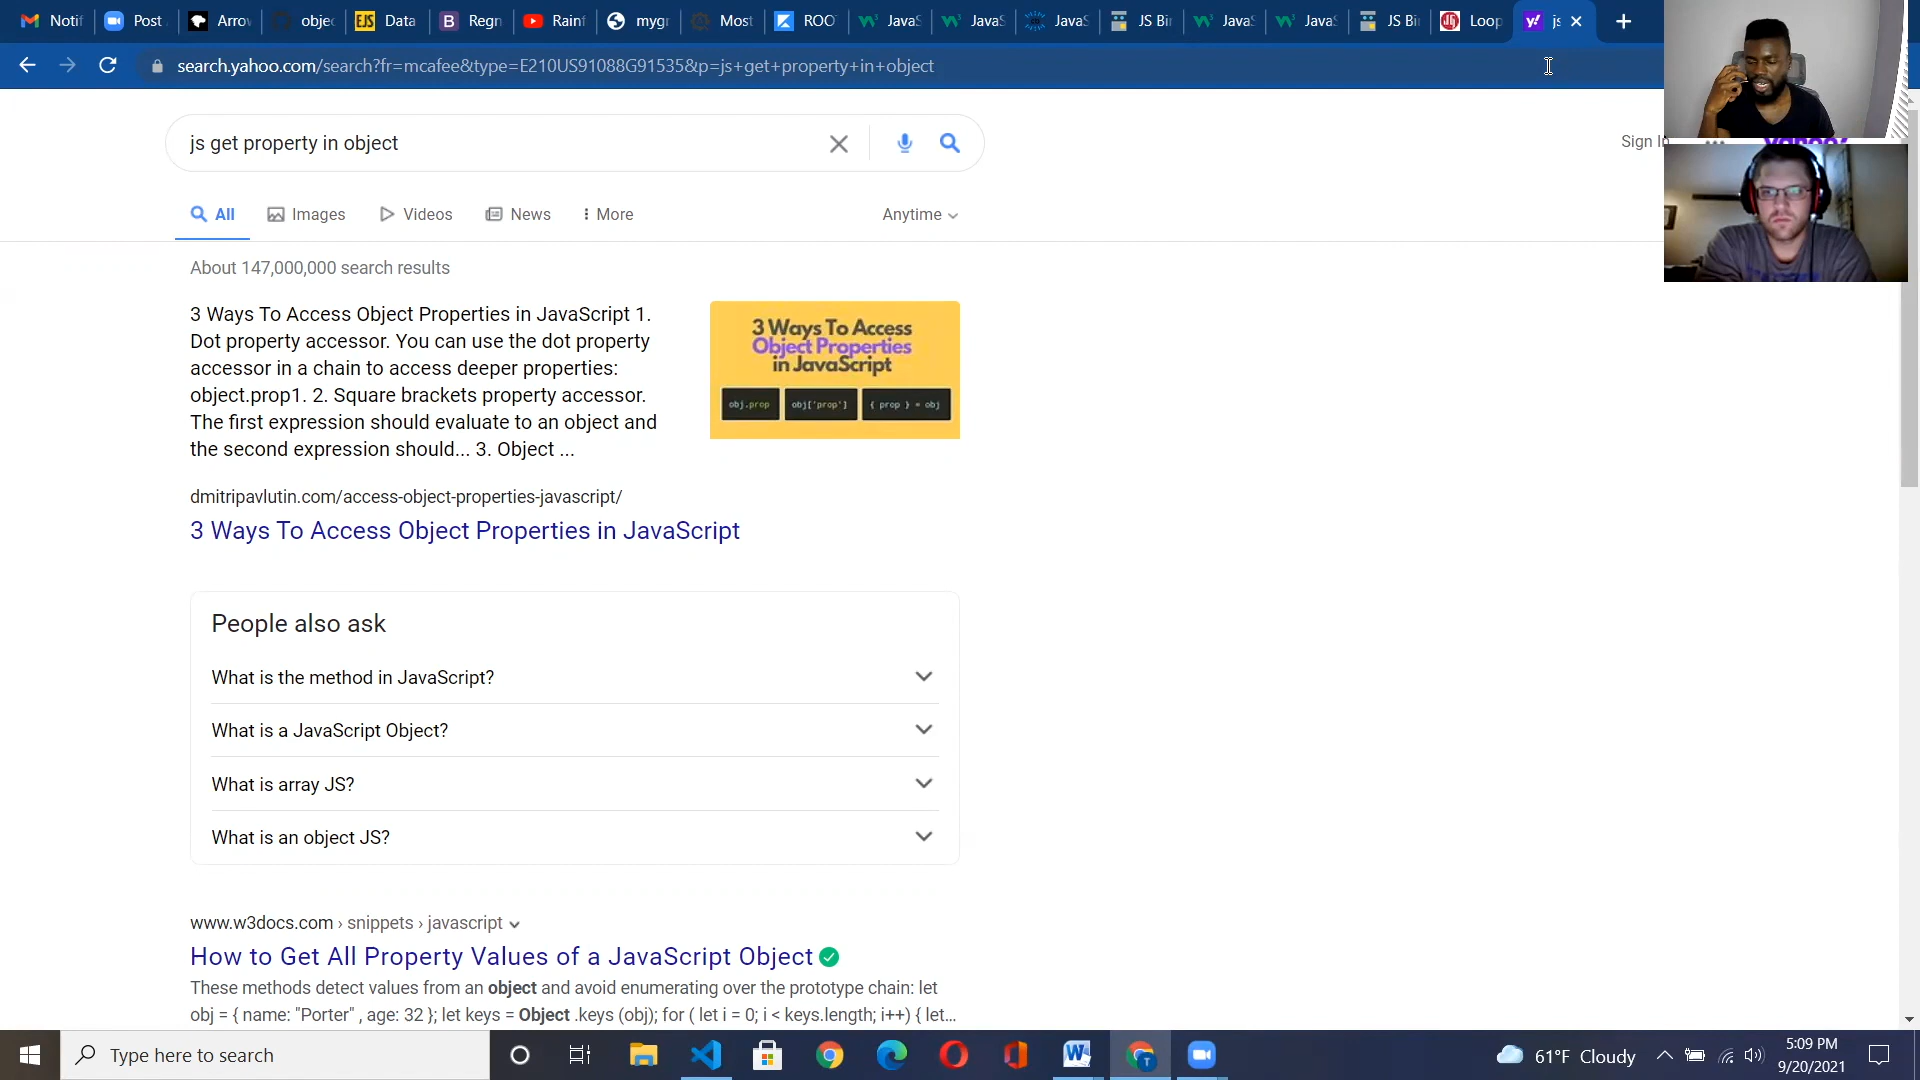 Notif
Post
Arrov
objec
EJS Data
B Regn
Rainf
mygr
Most
ROO
JavaS
JavaS
JavaS
JS Bin
JavaS
JavaS
JS Bin
Loop
y! js
search.yahoo.com/search?fr=mcafee&type=E210US91088G91535&p=js+get+property+in+object
js get property in object
Sign In
All Images Videos News More Anytime
About 147,000,000 search results
3 Ways To Access Object Properties in JavaScript 1.
Dot property accessor. You can use the dot property
accessor in a chain to access deeper properties:
object.prop1. 2. Square brackets property accessor.
The first expression should evaluate to an object and
the second expression should... 3. Object ...
3 Ways To Access
Object Properties
in JavaScript
obj.prop obj['prop'] { prop } = obj
dmitripavlutin.com/access-object-properties-javascript/
3 Ways To Access Object Properties in JavaScript
People also ask
What is the method in JavaScript?
What is a JavaScript Object?
What is array JS?
What is an object JS?
www.w3docs.com › snippets › javascript
How to Get All Property Values of a JavaScript Object
These methods detect values from an object and avoid enumerating over the prototype chain: let
obj = { name: "Porter" , age: 32 }; let keys = Object .keys (obj); for ( let i = 0; i < keys.length; i++) { let...
Type here to search
61°F Cloudy
5:09 PM
9/20/2021